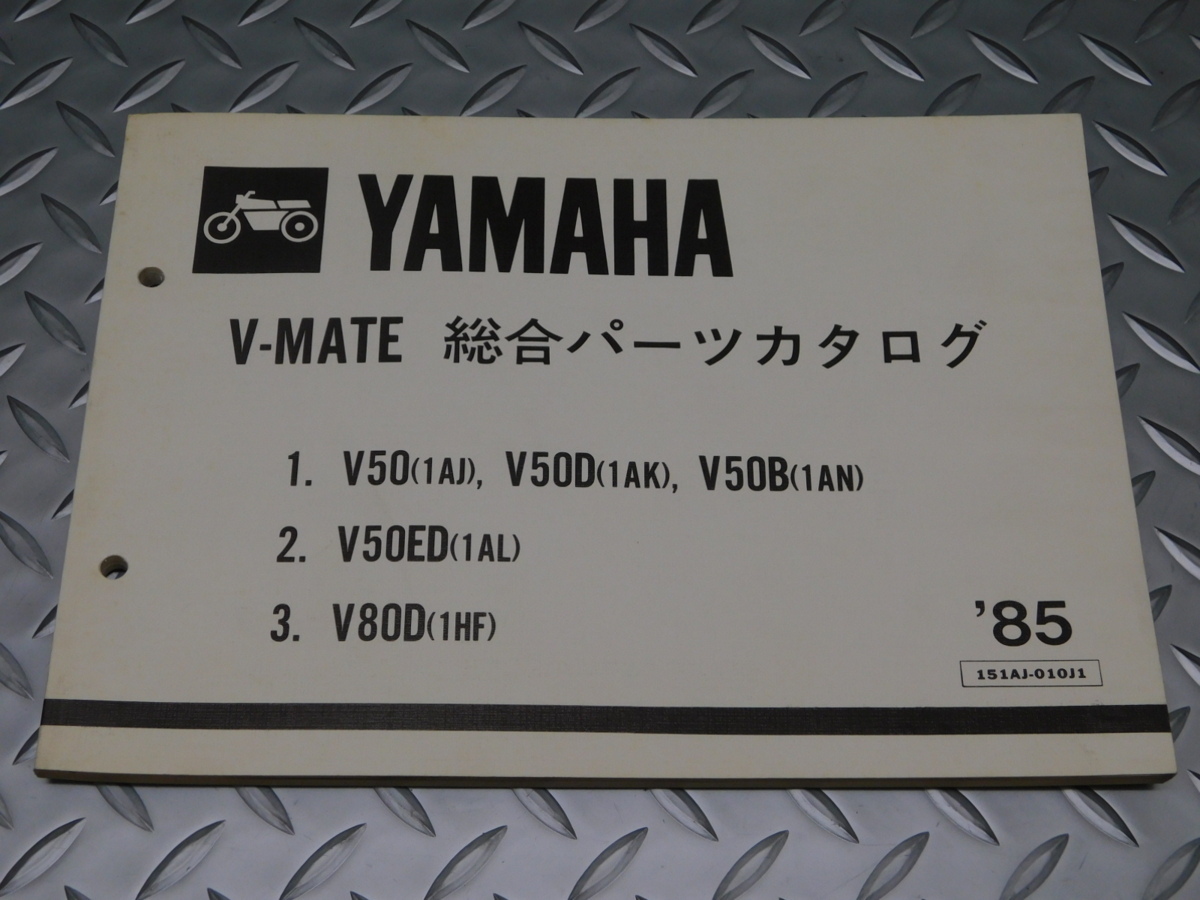 YAMAHA
V-MATE 総合パーツカタログ
1. V50(1AJ), V50D(1AK), V50B(1AN)
2. V50ED(1AL)
3. V80D(1HF)
'85
151AJ-010J1